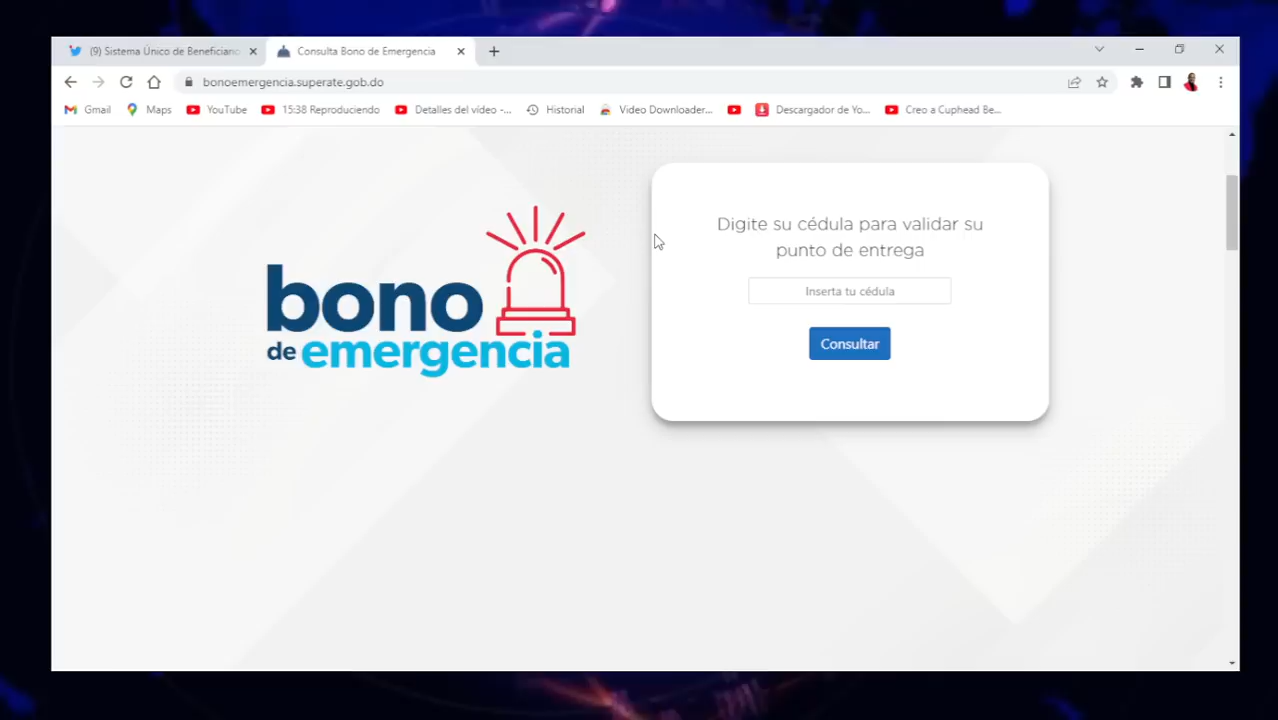 (9) Sistema Único de Beneficiario
Consulta Bono de Emergencia
bonoemergencia.superate.gob.do
Gmail
Maps
YouTube
15:38 Reproduciendo
Detalles del vídeo -...
Historial
Video Downloader...
Descargador de Yo...
Creo a Cuphead Be...
bono
de emergencia
Digite su cédula para validar su
punto de entrega
Inserta tu cédula
Consultar